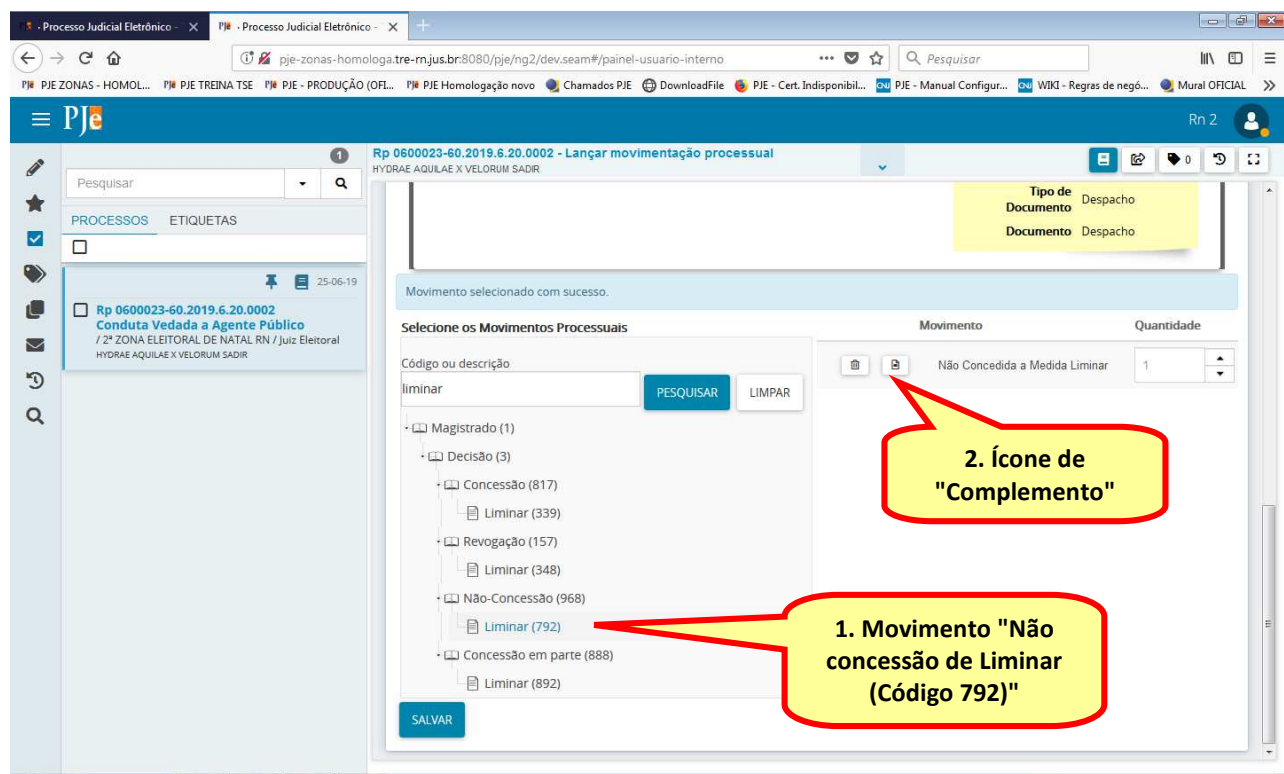 PJe · Processo Judicial Eletrônico -
PJe · Processo Judicial Eletrônico -
pje-zonas-homologa.tre-rn.jus.br:8080/pje/ng2/dev.seam#/painel-usuario-interno
Pesquisar
PJE ZONAS - HOMOL...
PJE TREINA TSE
PJE - PRODUÇÃO (OFI...
PJE Homologação novo
Chamados PJE
DownloadFile
PJE - Cert. Indisponibil...
PJE - Manual Configur...
WIKI - Regras de negó...
Mural OFICIAL
PJe
Rn 2
1
Pesquisar
PROCESSOS ETIQUETAS
25-06-19
Rp 0600023-60.2019.6.20.0002
Conduta Vedada a Agente Público
/ 2ª ZONA ELEITORAL DE NATAL RN / Juiz Eleitoral
HYDRAE AQUILAE X VELORUM SADIR
Rp 0600023-60.2019.6.20.0002 - Lançar movimentação processual
HYDRAE AQUILAE X VELORUM SADIR
0
Tipo de Documento Despacho
Documento Despacho
Movimento selecionado com sucesso.
Selecione os Movimentos Processuais
Código ou descrição
liminar
PESQUISAR
LIMPAR
Magistrado (1)
Decisão (3)
Concessão (817)
Liminar (339)
Revogação (157)
Liminar (348)
Não-Concessão (968)
Liminar (792)
Concessão em parte (888)
Liminar (892)
SALVAR
Movimento Quantidade
Não Concedida a Medida Liminar 1
2. Ícone de
"Complemento"
1. Movimento "Não
concessão de Liminar
(Código 792)"